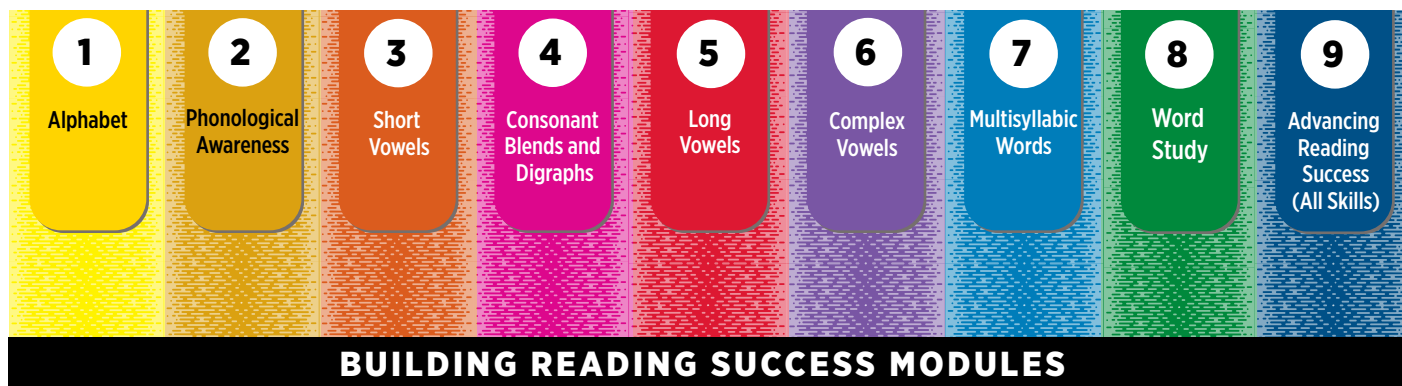 1
Alphabet
2
Phonological
Awareness
3
Short
Vowels
4
Consonant
Blends and
Digraphs
5
Long
Vowels
6
Complex
Vowels
7
Multisyllabic
Words
8
Word
Study
9
Advancing
Reading
Success
(All Skills)
BUILDING READING SUCCESS MODULES